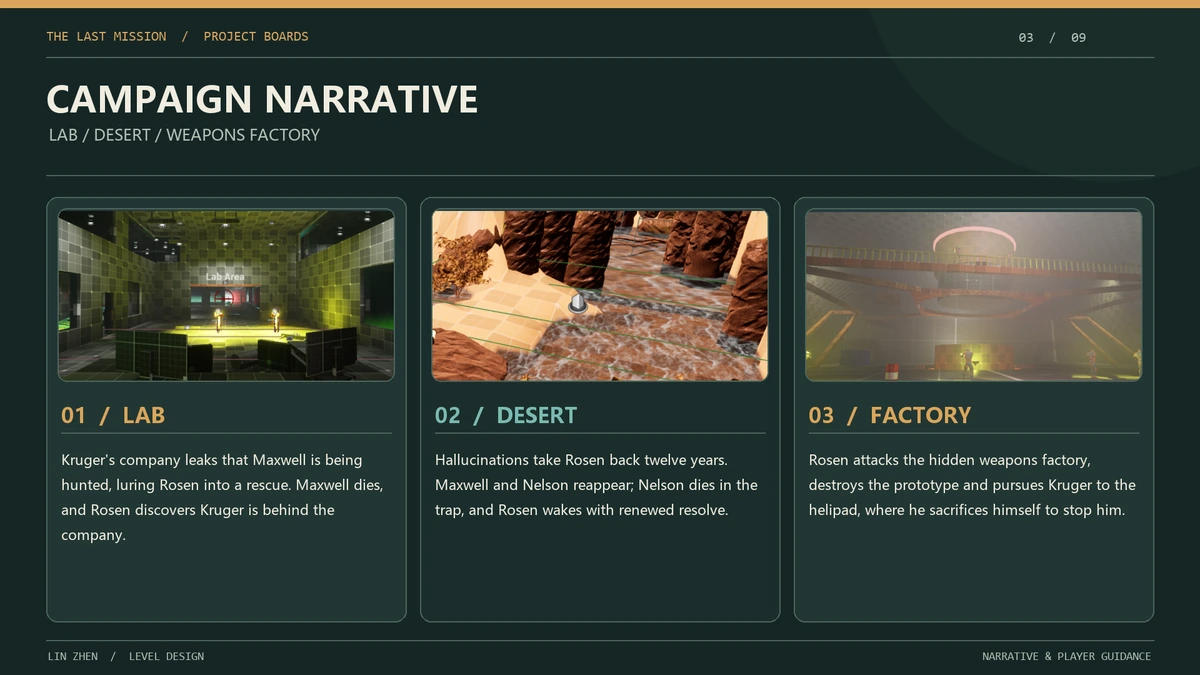 THE LAST MISSION / PROJECT BOARDS
03 / 09
CAMPAIGN NARRATIVE
LAB / DESERT / WEAPONS FACTORY
Lab Area
01 / LAB
Kruger's company leaks that Maxwell is being
hunted, luring Rosen into a rescue. Maxwell dies,
and Rosen discovers Kruger is behind the
company.
02 / DESERT
Hallucinations take Rosen back twelve years.
Maxwell and Nelson reappear; Nelson dies in the
trap, and Rosen wakes with renewed resolve.
03 / FACTORY
Rosen attacks the hidden weapons factory,
destroys the prototype and pursues Kruger to the
helipad, where he sacrifices himself to stop him.
LIN ZHEN / LEVEL DESIGN
NARRATIVE & PLAYER GUIDANCE